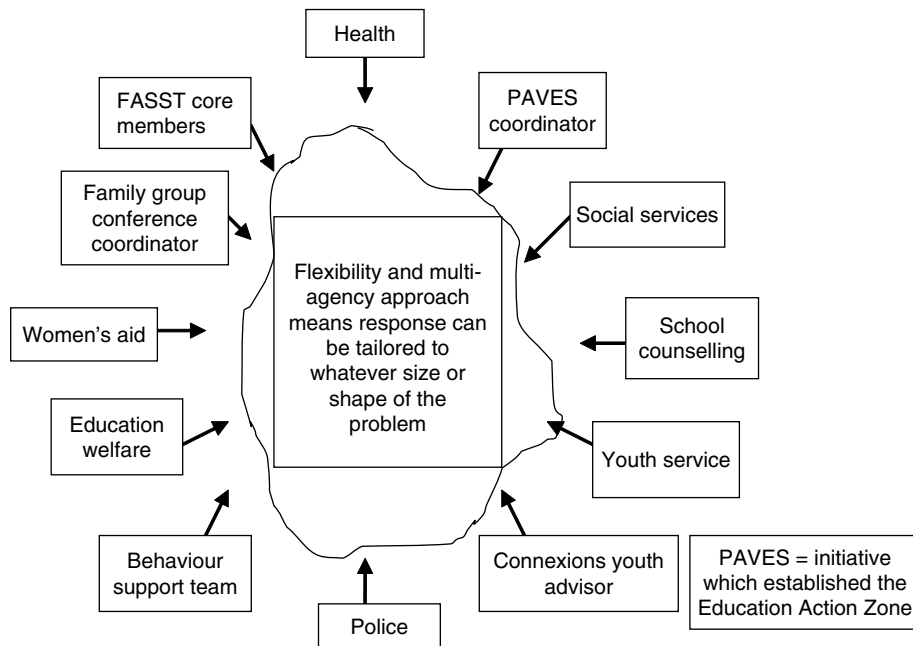 Health
FASST core
members
PAVES
coordinator
Family group
conference
coordinator
Social services
Flexibility and multi-
agency approach
means response can
be tailored to
whatever size or
shape of the
problem
Women's aid
School
counselling
Education
welfare
Youth service
Behaviour
support team
Connexions youth
advisor
PAVES = initiative
which established the
Education Action Zone
Police